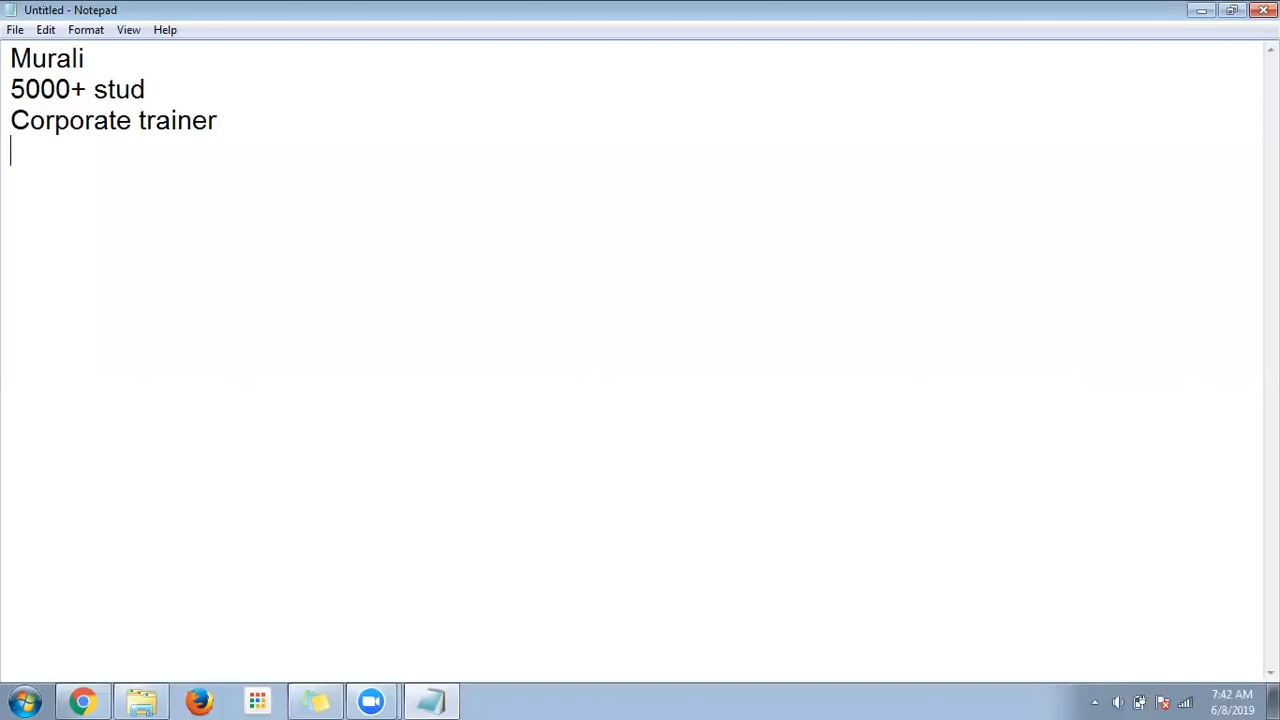 Untitled - Notepad
File Edit Format View Help
Murali
5000+ stud
Corporate trainer
7:42 AM
6/8/2019